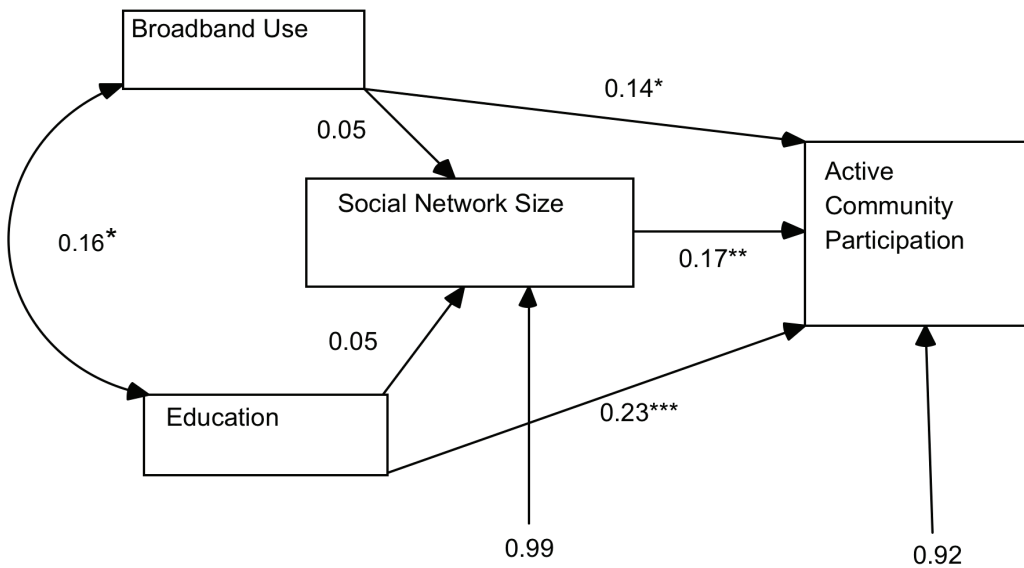 Broadband Use
0.14*
0.05
Active
Community
Participation
Social Network Size
0.16*
0.17**
0.05
0.23***
Education
0.99
0.92